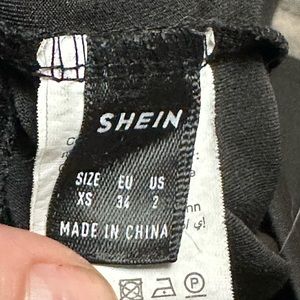 SHEIN
SIZE EU US
XS 34 2
MADE IN CHINA